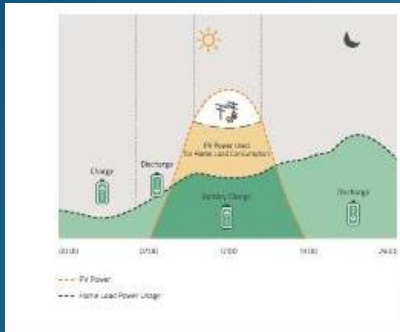 PV Power Used
for Home Load Consumption
Charge
Discharge
Battery Charge
Discharge
00:00
07:00
12:00
24:00
PV Power
Home Load Power Usage